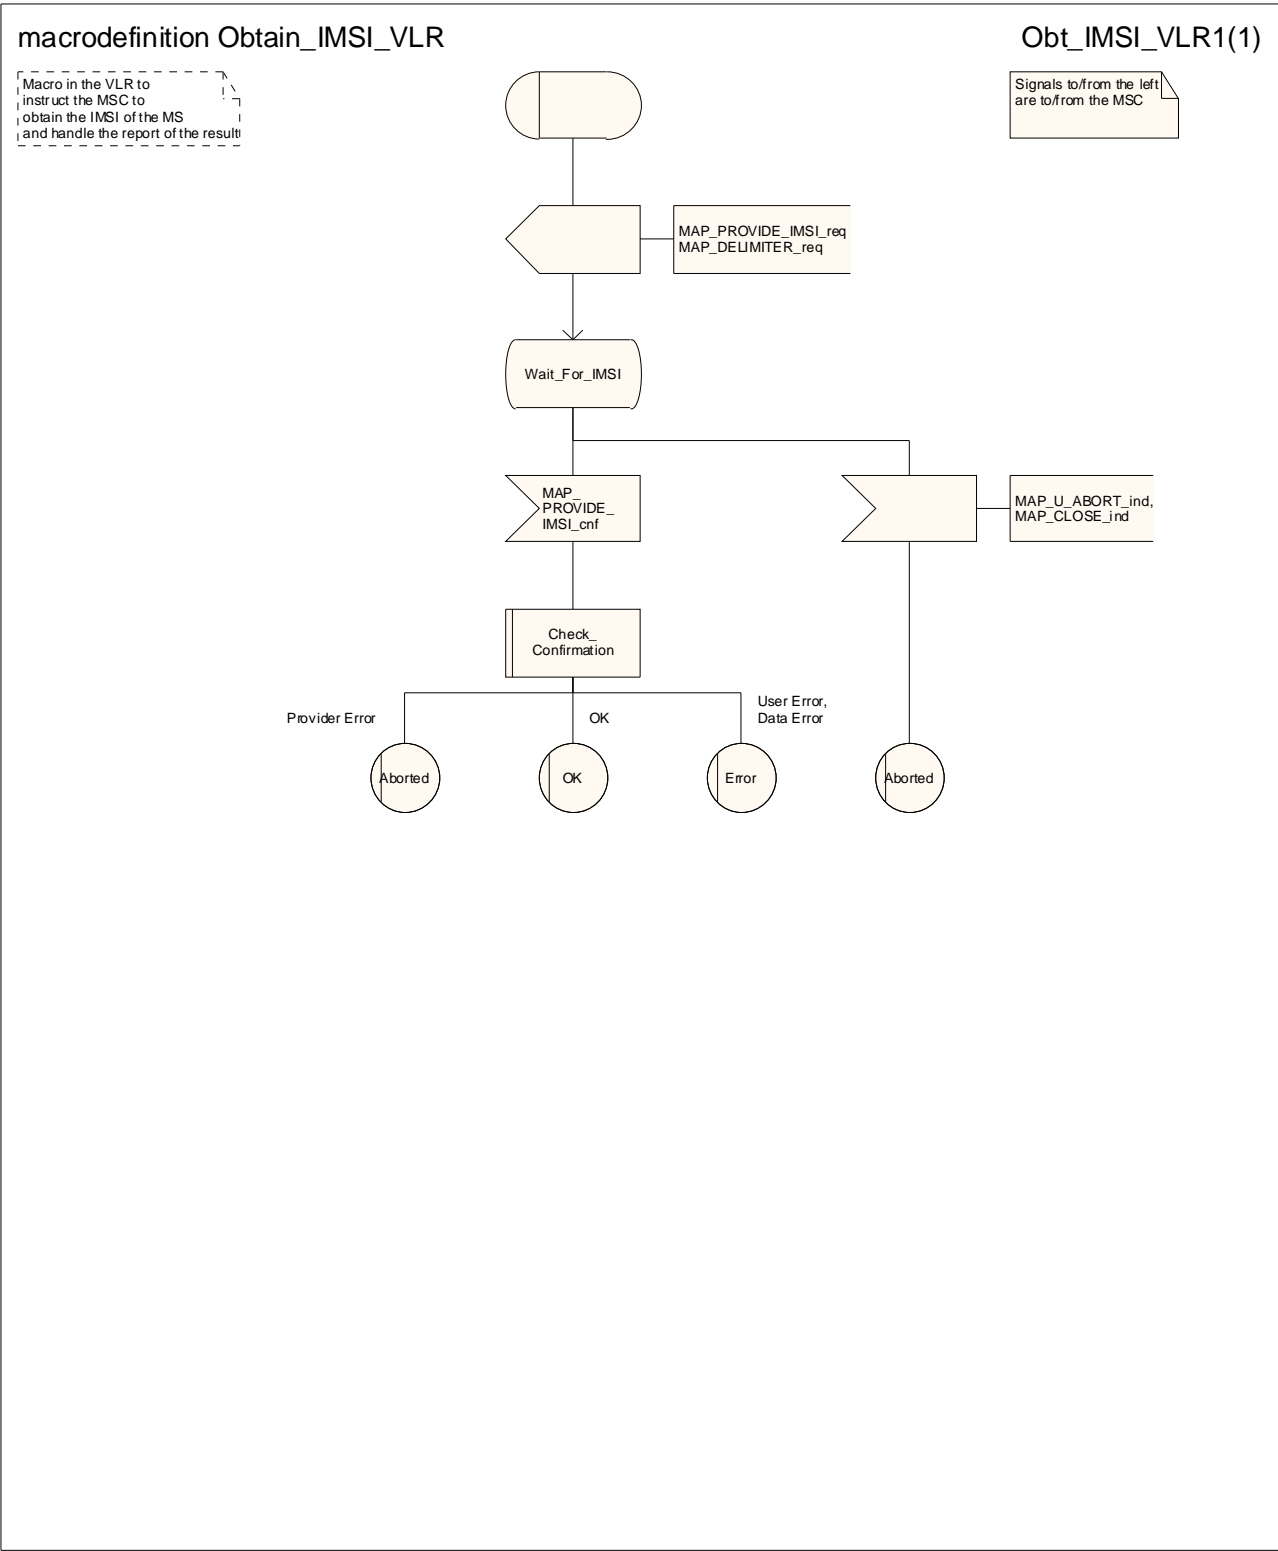 macrodefinition Obtain_IMSI_VLR
Obt_IMSI_VLR1(1)
Macro in the VLR to
instruct the MSC to
obtain the IMSI of the MS
and handle the report of the result
Signals to/from the left
are to/from the MSC
MAP_PROVIDE_IMSI_req
MAP_DELIMITER_req
Wait_For_IMSI
MAP_
PROVIDE_
IMSI_cnf
MAP_U_ABORT_ind,
MAP_CLOSE_ind
Check_
Confirmation
Provider Error
OK
User Error,
Data Error
Aborted
OK
Error
Aborted